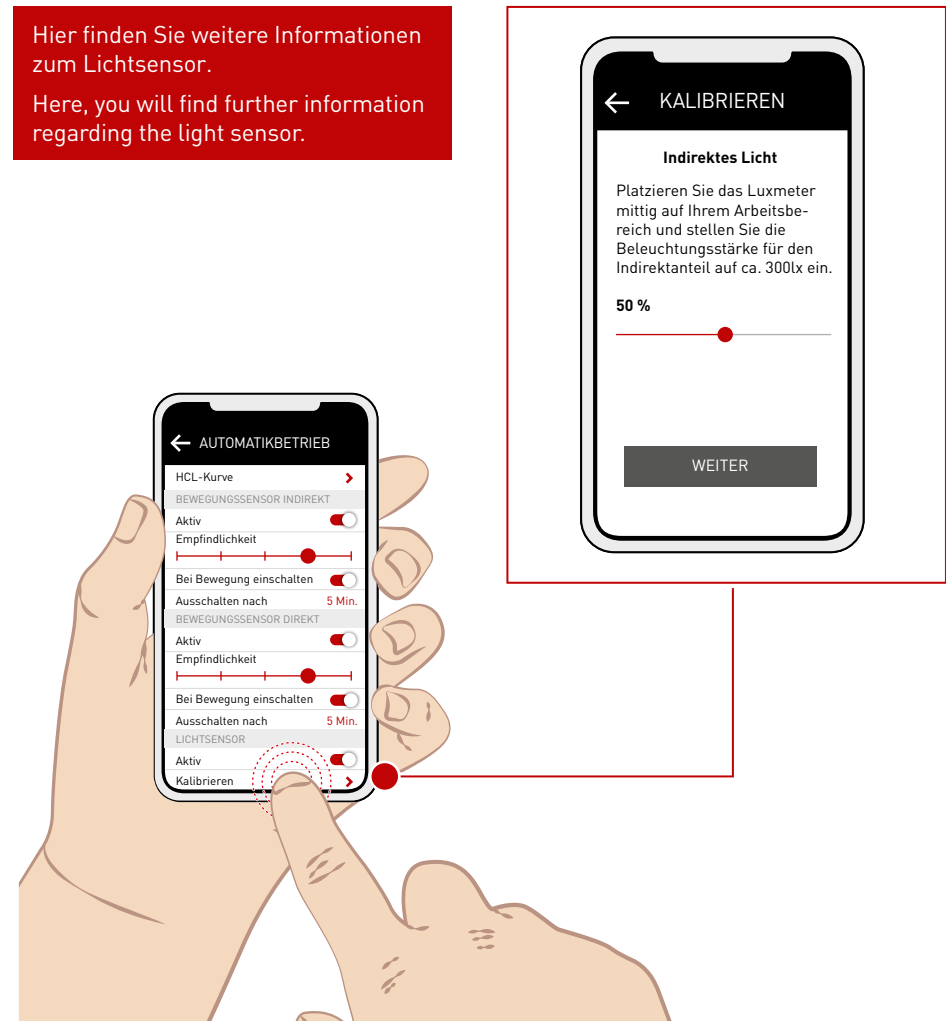 Hier finden Sie weitere Informationen
zum Lichtsensor.
Here, you will find further information
regarding the light sensor.
KALIBRIEREN
Indirektes Licht
Platzieren Sie das Luxmeter
mittig auf Ihrem Arbeitsbe-
reich und stellen Sie die
Beleuchtungsstärke für den
Indirektanteil auf ca. 300lx ein.
50 %
WEITER
AUTOMATIKBETRIEB
HCL-Kurve
BEWEGUNGSSENSOR INDIREKT
Aktiv
Empfindlichkeit
Bei Bewegung einschalten
Ausschalten nach 5 Min.
BEWEGUNGSSENSOR DIREKT
Aktiv
Empfindlichkeit
Bei Bewegung einschalten
Ausschalten nach 5 Min.
LICHTSENSOR
Aktiv
Kalibrieren